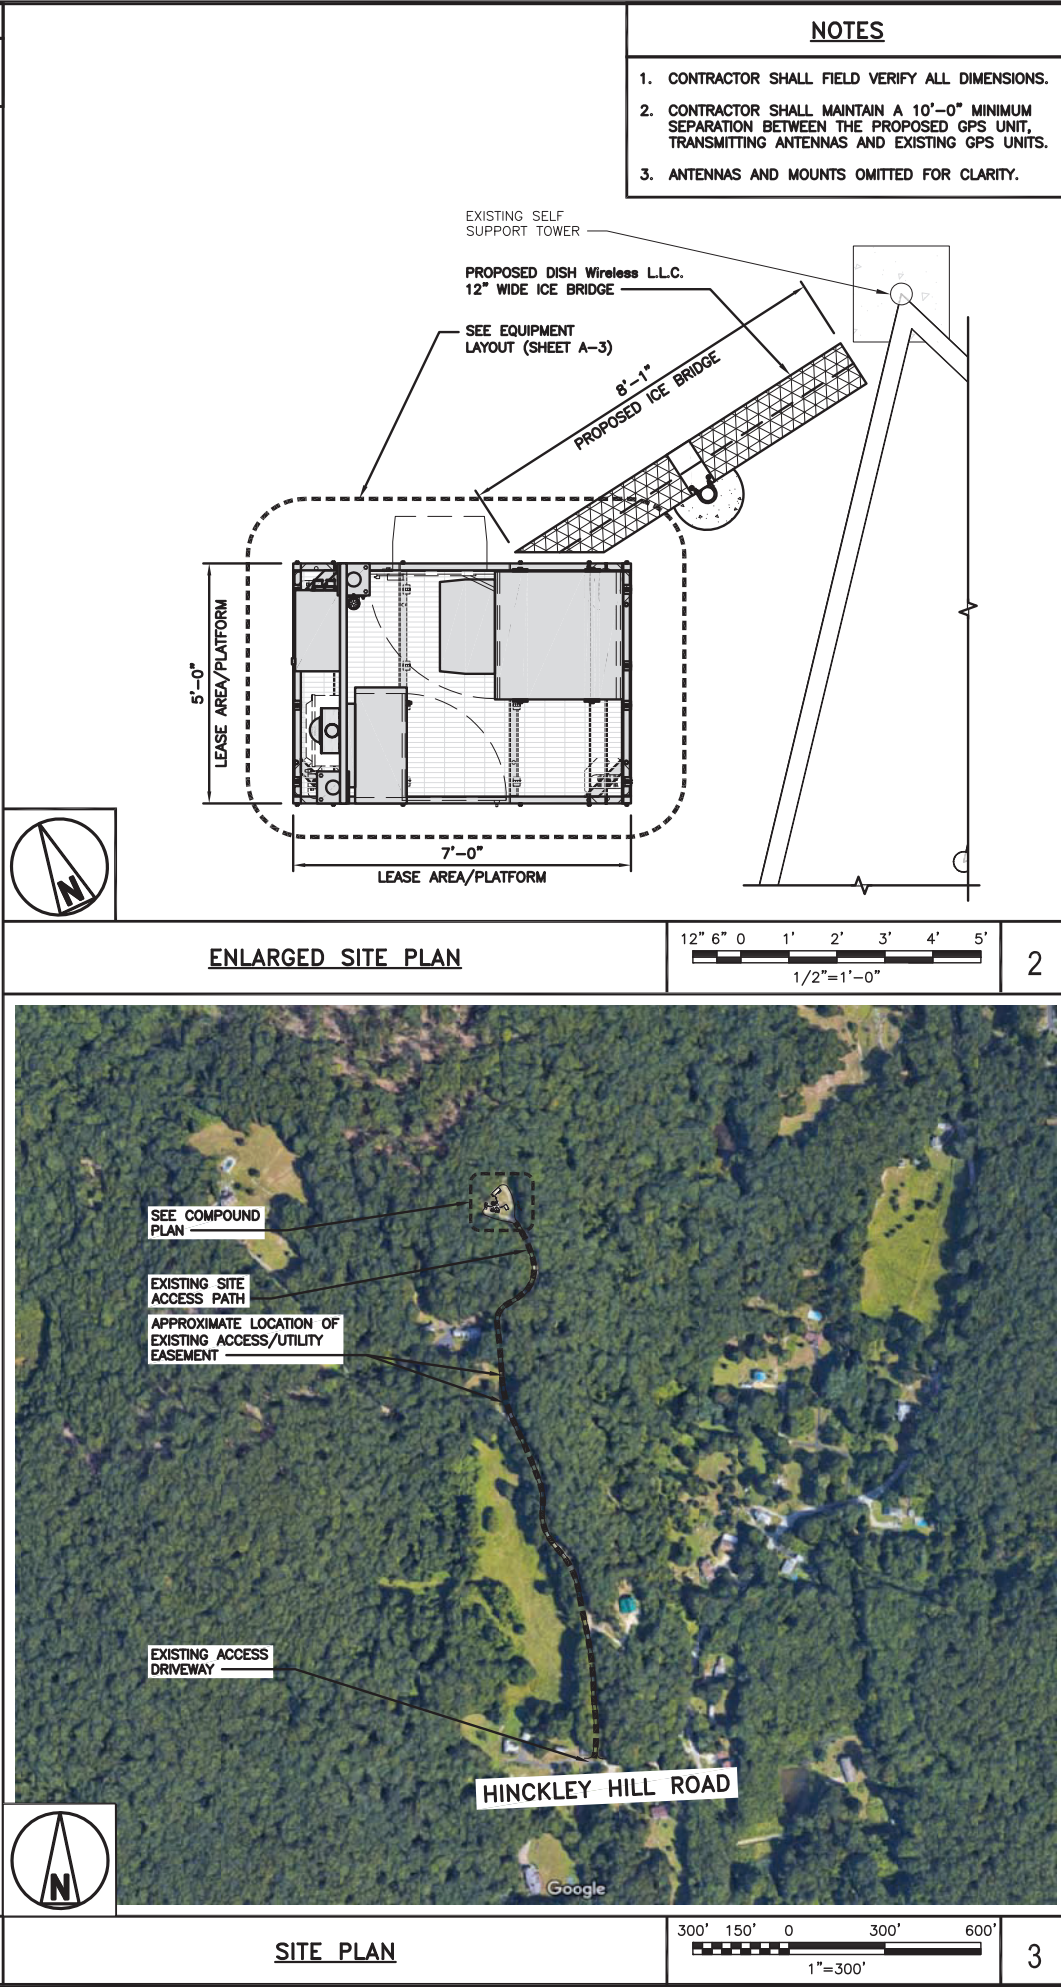 NOTES
1. CONTRACTOR SHALL FIELD VERIFY ALL DIMENSIONS.
2. CONTRACTOR SHALL MAINTAIN A 10'-0" MINIMUM
SEPARATION BETWEEN THE PROPOSED GPS UNIT,
TRANSMITTING ANTENNAS AND EXISTING GPS UNITS.
3. ANTENNAS AND MOUNTS OMITTED FOR CLARITY.
EXISTING SELF
SUPPORT TOWER
PROPOSED DISH Wireless L.L.C.
12" WIDE ICE BRIDGE
SEE EQUIPMENT
LAYOUT (SHEET A-3)
8'-1"
PROPOSED ICE BRIDGE
5'-0"
LEASE AREA/PLATFORM
7'-0"
LEASE AREA/PLATFORM
N
ENLARGED SITE PLAN
12" 6" 0 1' 2' 3' 4' 5'
1/2"=1'-0"
2
SEE COMPOUND
PLAN
EXISTING SITE
ACCESS PATH
APPROXIMATE LOCATION OF
EXISTING ACCESS/UTILITY
EASEMENT
EXISTING ACCESS
DRIVEWAY
HINCKLEY HILL ROAD
Google
N
SITE PLAN
300' 150' 0 300' 600'
1"=300'
3